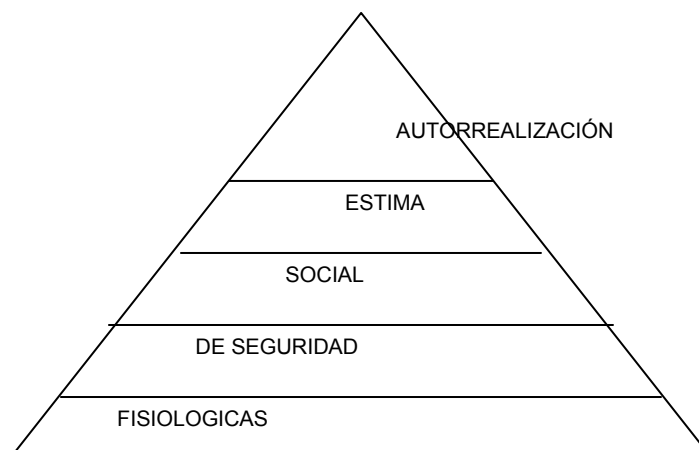 AUTORREALIZACIÓN
ESTIMA
SOCIAL
DE SEGURIDAD
FISIOLOGICAS